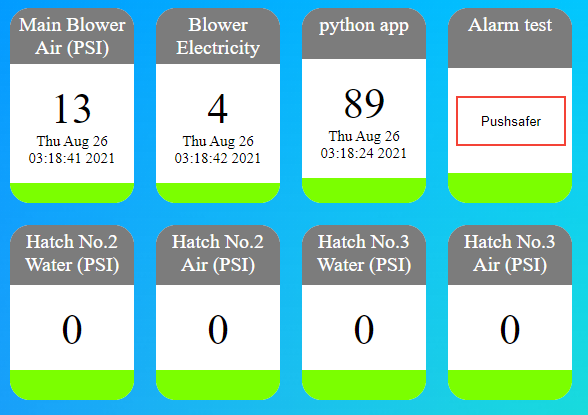 Main Blower
Air (PSI)
13
Thu Aug 26
03:18:41 2021
Blower
Electricity
4
Thu Aug 26
03:18:42 2021
python app
89
Thu Aug 26
03:18:24 2021
Alarm test
Pushsafer
Hatch No.2
Water (PSI)
0
Hatch No.2
Air (PSI)
0
Hatch No.3
Water (PSI)
0
Hatch No.3
Air (PSI)
0